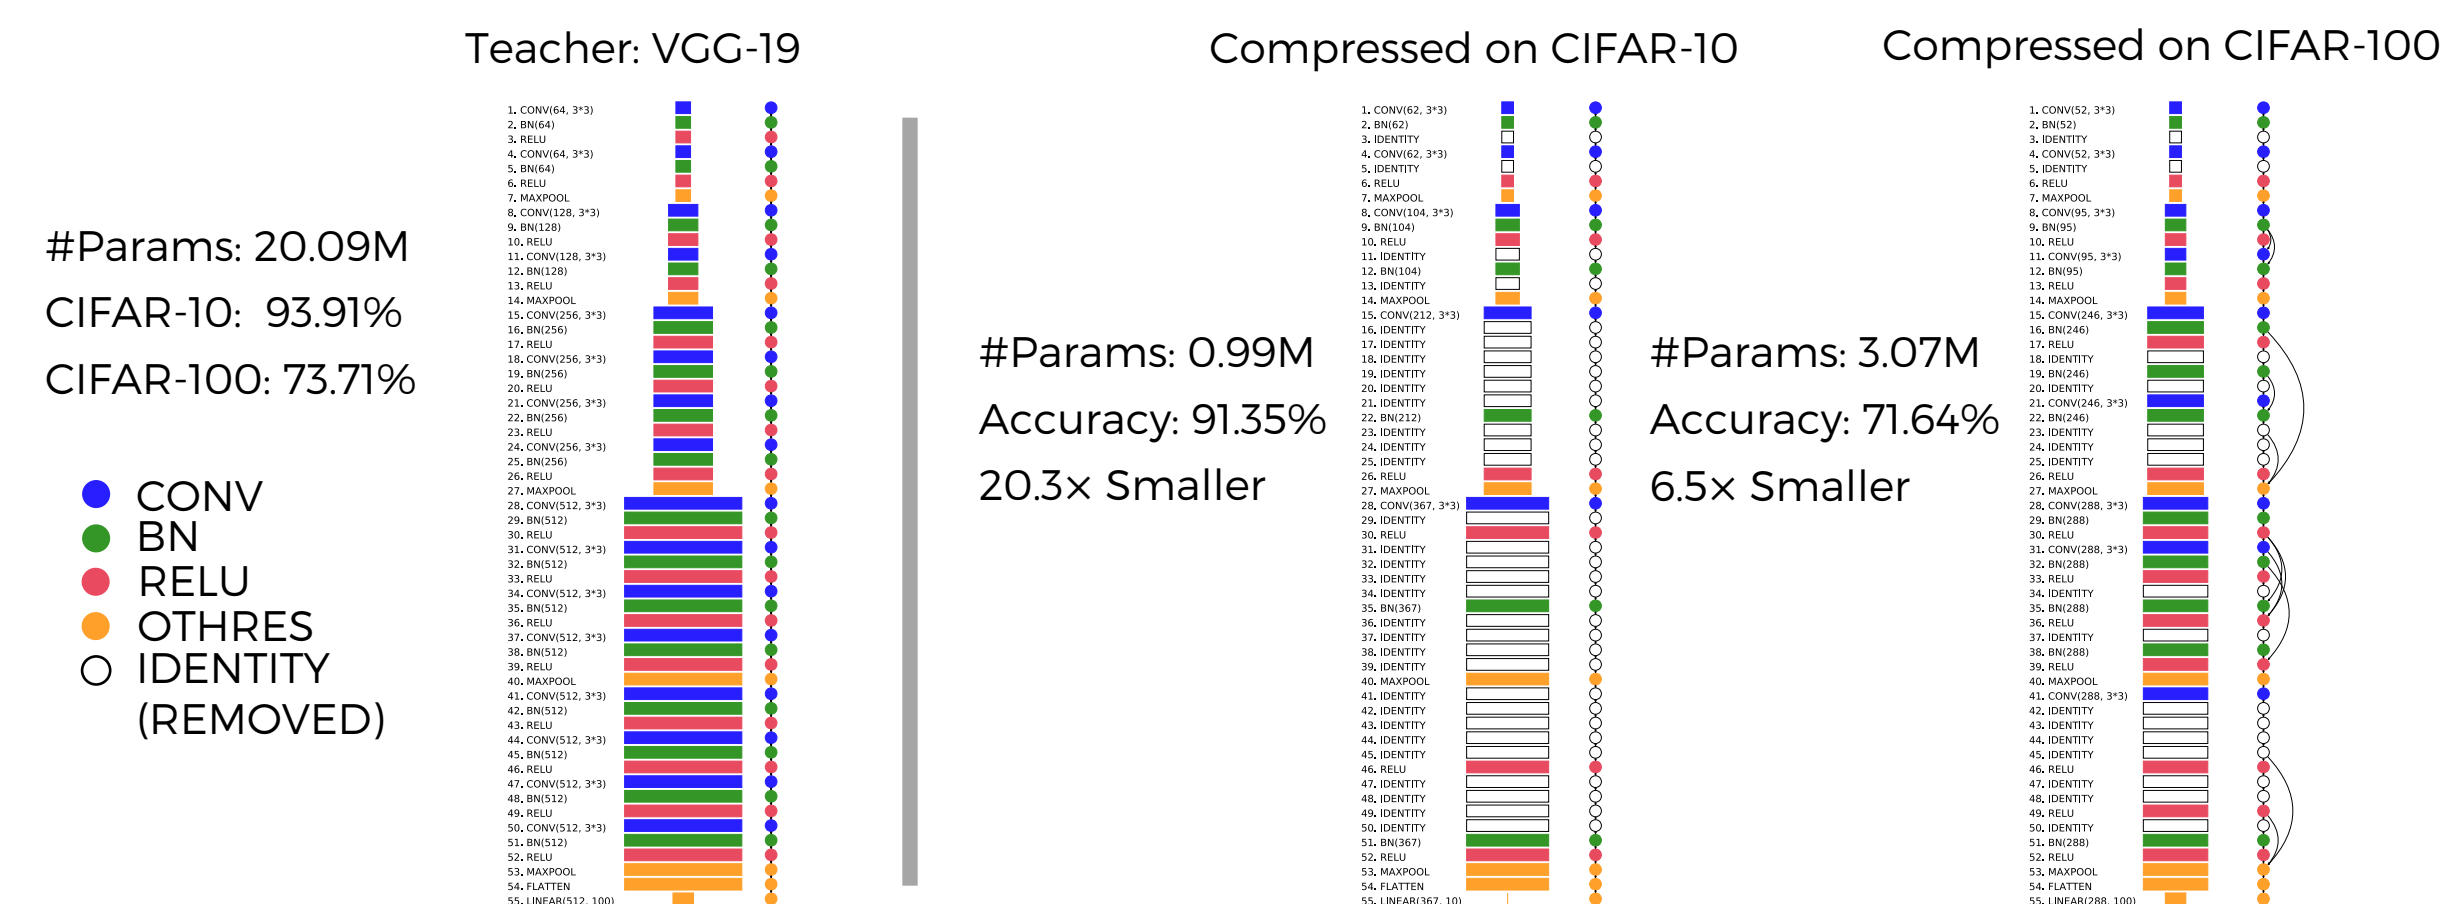 Teacher: VGG-19
Compressed on CIFAR-10
Compressed on CIFAR-100
#Params: 20.09M
CIFAR-10: 93.91%
CIFAR-100: 73.71%
CONV
BN
RELU
OTHRES
IDENTITY
(REMOVED)
1. CONV(64, 3*3)
2. BN(64)
3. RELU
4. CONV(64, 3*3)
5. BN(64)
6. RELU
7. MAXPOOL
8. CONV(128, 3*3)
9. BN(128)
10. RELU
11. CONV(128, 3*3)
12. BN(128)
13. RELU
14. MAXPOOL
15. CONV(256, 3*3)
16. BN(256)
17. RELU
18. CONV(256, 3*3)
19. BN(256)
20. RELU
21. CONV(256, 3*3)
22. BN(256)
23. RELU
24. CONV(256, 3*3)
25. BN(256)
26. RELU
27. MAXPOOL
28. CONV(512, 3*3)
29. BN(512)
30. RELU
31. CONV(512, 3*3)
32. BN(512)
33. RELU
34. CONV(512, 3*3)
35. BN(512)
36. RELU
37. CONV(512, 3*3)
38. BN(512)
39. RELU
40. MAXPOOL
41. CONV(512, 3*3)
42. BN(512)
43. RELU
44. CONV(512, 3*3)
45. BN(512)
46. RELU
47. CONV(512, 3*3)
48. BN(512)
49. RELU
50. CONV(512, 3*3)
51. BN(512)
52. RELU
53. MAXPOOL
54. FLATTEN
55. LINEAR(512, 100)
#Params: 0.99M
Accuracy: 91.35%
20.3× Smaller
1. CONV(62, 3*3)
2. BN(62)
3. IDENTITY
4. CONV(62, 3*3)
5. IDENTITY
6. RELU
7. MAXPOOL
8. CONV(104, 3*3)
9. BN(104)
10. RELU
11. IDENTITY
12. BN(104)
13. IDENTITY
14. MAXPOOL
15. CONV(212, 3*3)
16. IDENTITY
17. IDENTITY
18. IDENTITY
19. IDENTITY
20. IDENTITY
21. IDENTITY
22. BN(212)
23. IDENTITY
24. IDENTITY
25. IDENTITY
26. RELU
27. MAXPOOL
28. CONV(367, 3*3)
29. IDENTITY
30. RELU
31. IDENTITY
32. IDENTITY
33. IDENTITY
34. IDENTITY
35. BN(367)
36. IDENTITY
37. IDENTITY
38. IDENTITY
39. IDENTITY
40. MAXPOOL
41. IDENTITY
42. IDENTITY
43. IDENTITY
44. IDENTITY
45. IDENTITY
46. RELU
47. IDENTITY
48. IDENTITY
49. IDENTITY
50. IDENTITY
51. BN(367)
52. RELU
53. MAXPOOL
54. FLATTEN
55. LINEAR(367, 10)
#Params: 3.07M
Accuracy: 71.64%
6.5× Smaller
1. CONV(52, 3*3)
2. BN(52)
3. IDENTITY
4. CONV(52, 3*3)
5. IDENTITY
6. RELU
7. MAXPOOL
8. CONV(95, 3*3)
9. BN(95)
10. RELU
11. CONV(95, 3*3)
12. BN(95)
13. RELU
14. MAXPOOL
15. CONV(246, 3*3)
16. BN(246)
17. RELU
18. IDENTITY
19. BN(246)
20. IDENTITY
21. CONV(246, 3*3)
22. BN(246)
23. IDENTITY
24. IDENTITY
25. IDENTITY
26. RELU
27. MAXPOOL
28. CONV(288, 3*3)
29. BN(288)
30. RELU
31. CONV(288, 3*3)
32. BN(288)
33. RELU
34. IDENTITY
35. BN(288)
36. RELU
37. IDENTITY
38. BN(288)
39. RELU
40. MAXPOOL
41. CONV(288, 3*3)
42. IDENTITY
43. IDENTITY
44. IDENTITY
45. IDENTITY
46. RELU
47. IDENTITY
48. IDENTITY
49. RELU
50. IDENTITY
51. BN(288)
52. RELU
53. MAXPOOL
54. FLATTEN
55. LINEAR(288, 100)